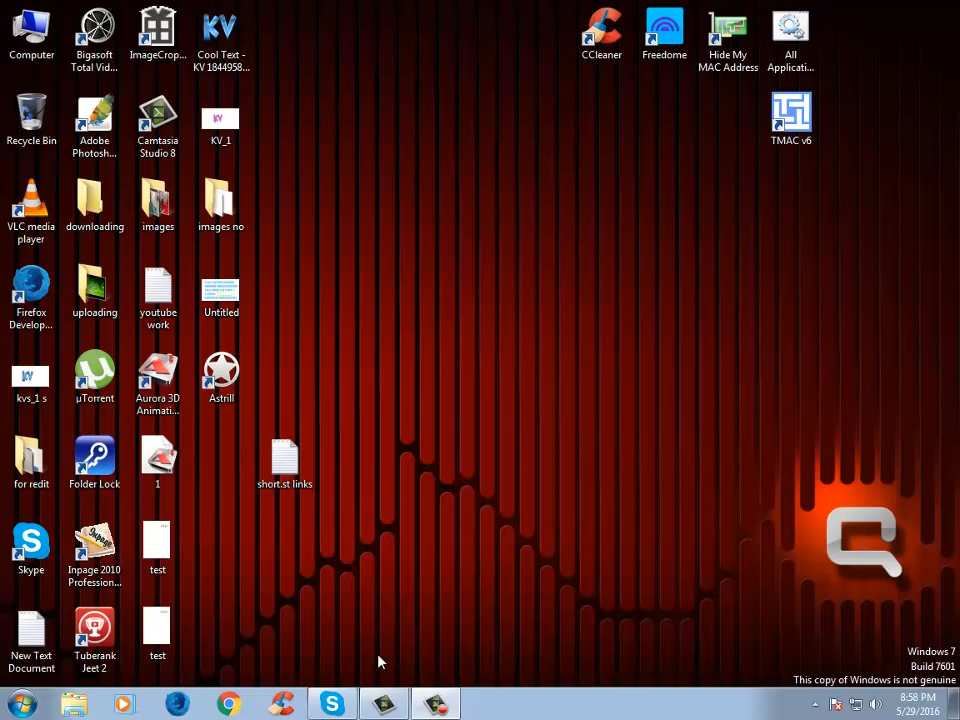 Computer
Bigasoft
Total Vid...
ImageCrop...
Cool Text -
KV 1844958...
CCleaner
Freedome
Hide My
MAC Address
All
Applicati...
Recycle Bin
Adobe
Photosh...
Camtasia
Studio 8
KV_1
TMAC v6
VLC media
player
downloading
images
images no
Firefox
Develop...
uploading
youtube
work
Untitled
kvs_1 s
µTorrent
Aurora 3D
Animati...
Astrill
for redit
Folder Lock
1
short.st links
Skype
Inpage 2010
Profession...
test
New Text
Document
Tuberank
Jeet 2
test
Windows 7
Build 7601
This copy of Windows is not genuine
8:58 PM
5/29/2016